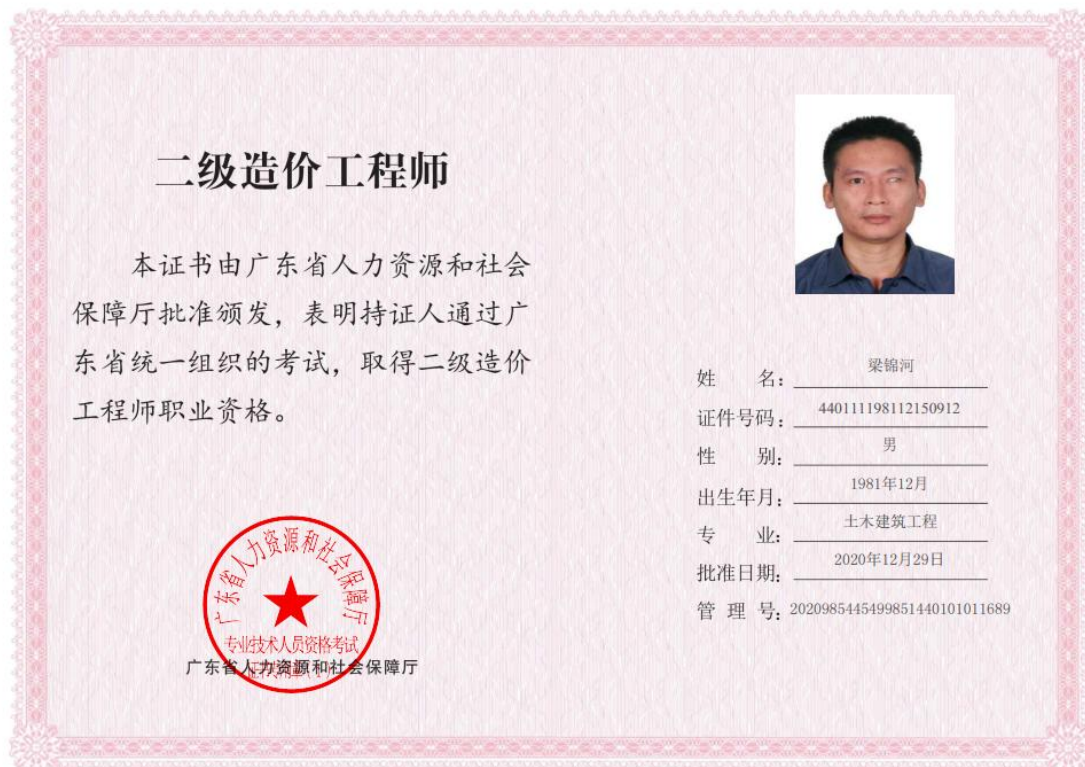 二级造价工程师
本证书由广东省人力资源和社会
保障厅批准颁发，表明持证人通过广
东省统一组织的考试，取得二级造价
工程师职业资格。
广东省人力资源和社会保障厅
专业技术人员资格考试
广东省人力资源和社会保障厅
姓 名：梁锦河
证件号码：440111198112150912
性 别：男
出生年月：1981年12月
专 业：土木建筑工程
批准日期：2020年12月29日
管 理 号：20209854454998514401010116​89